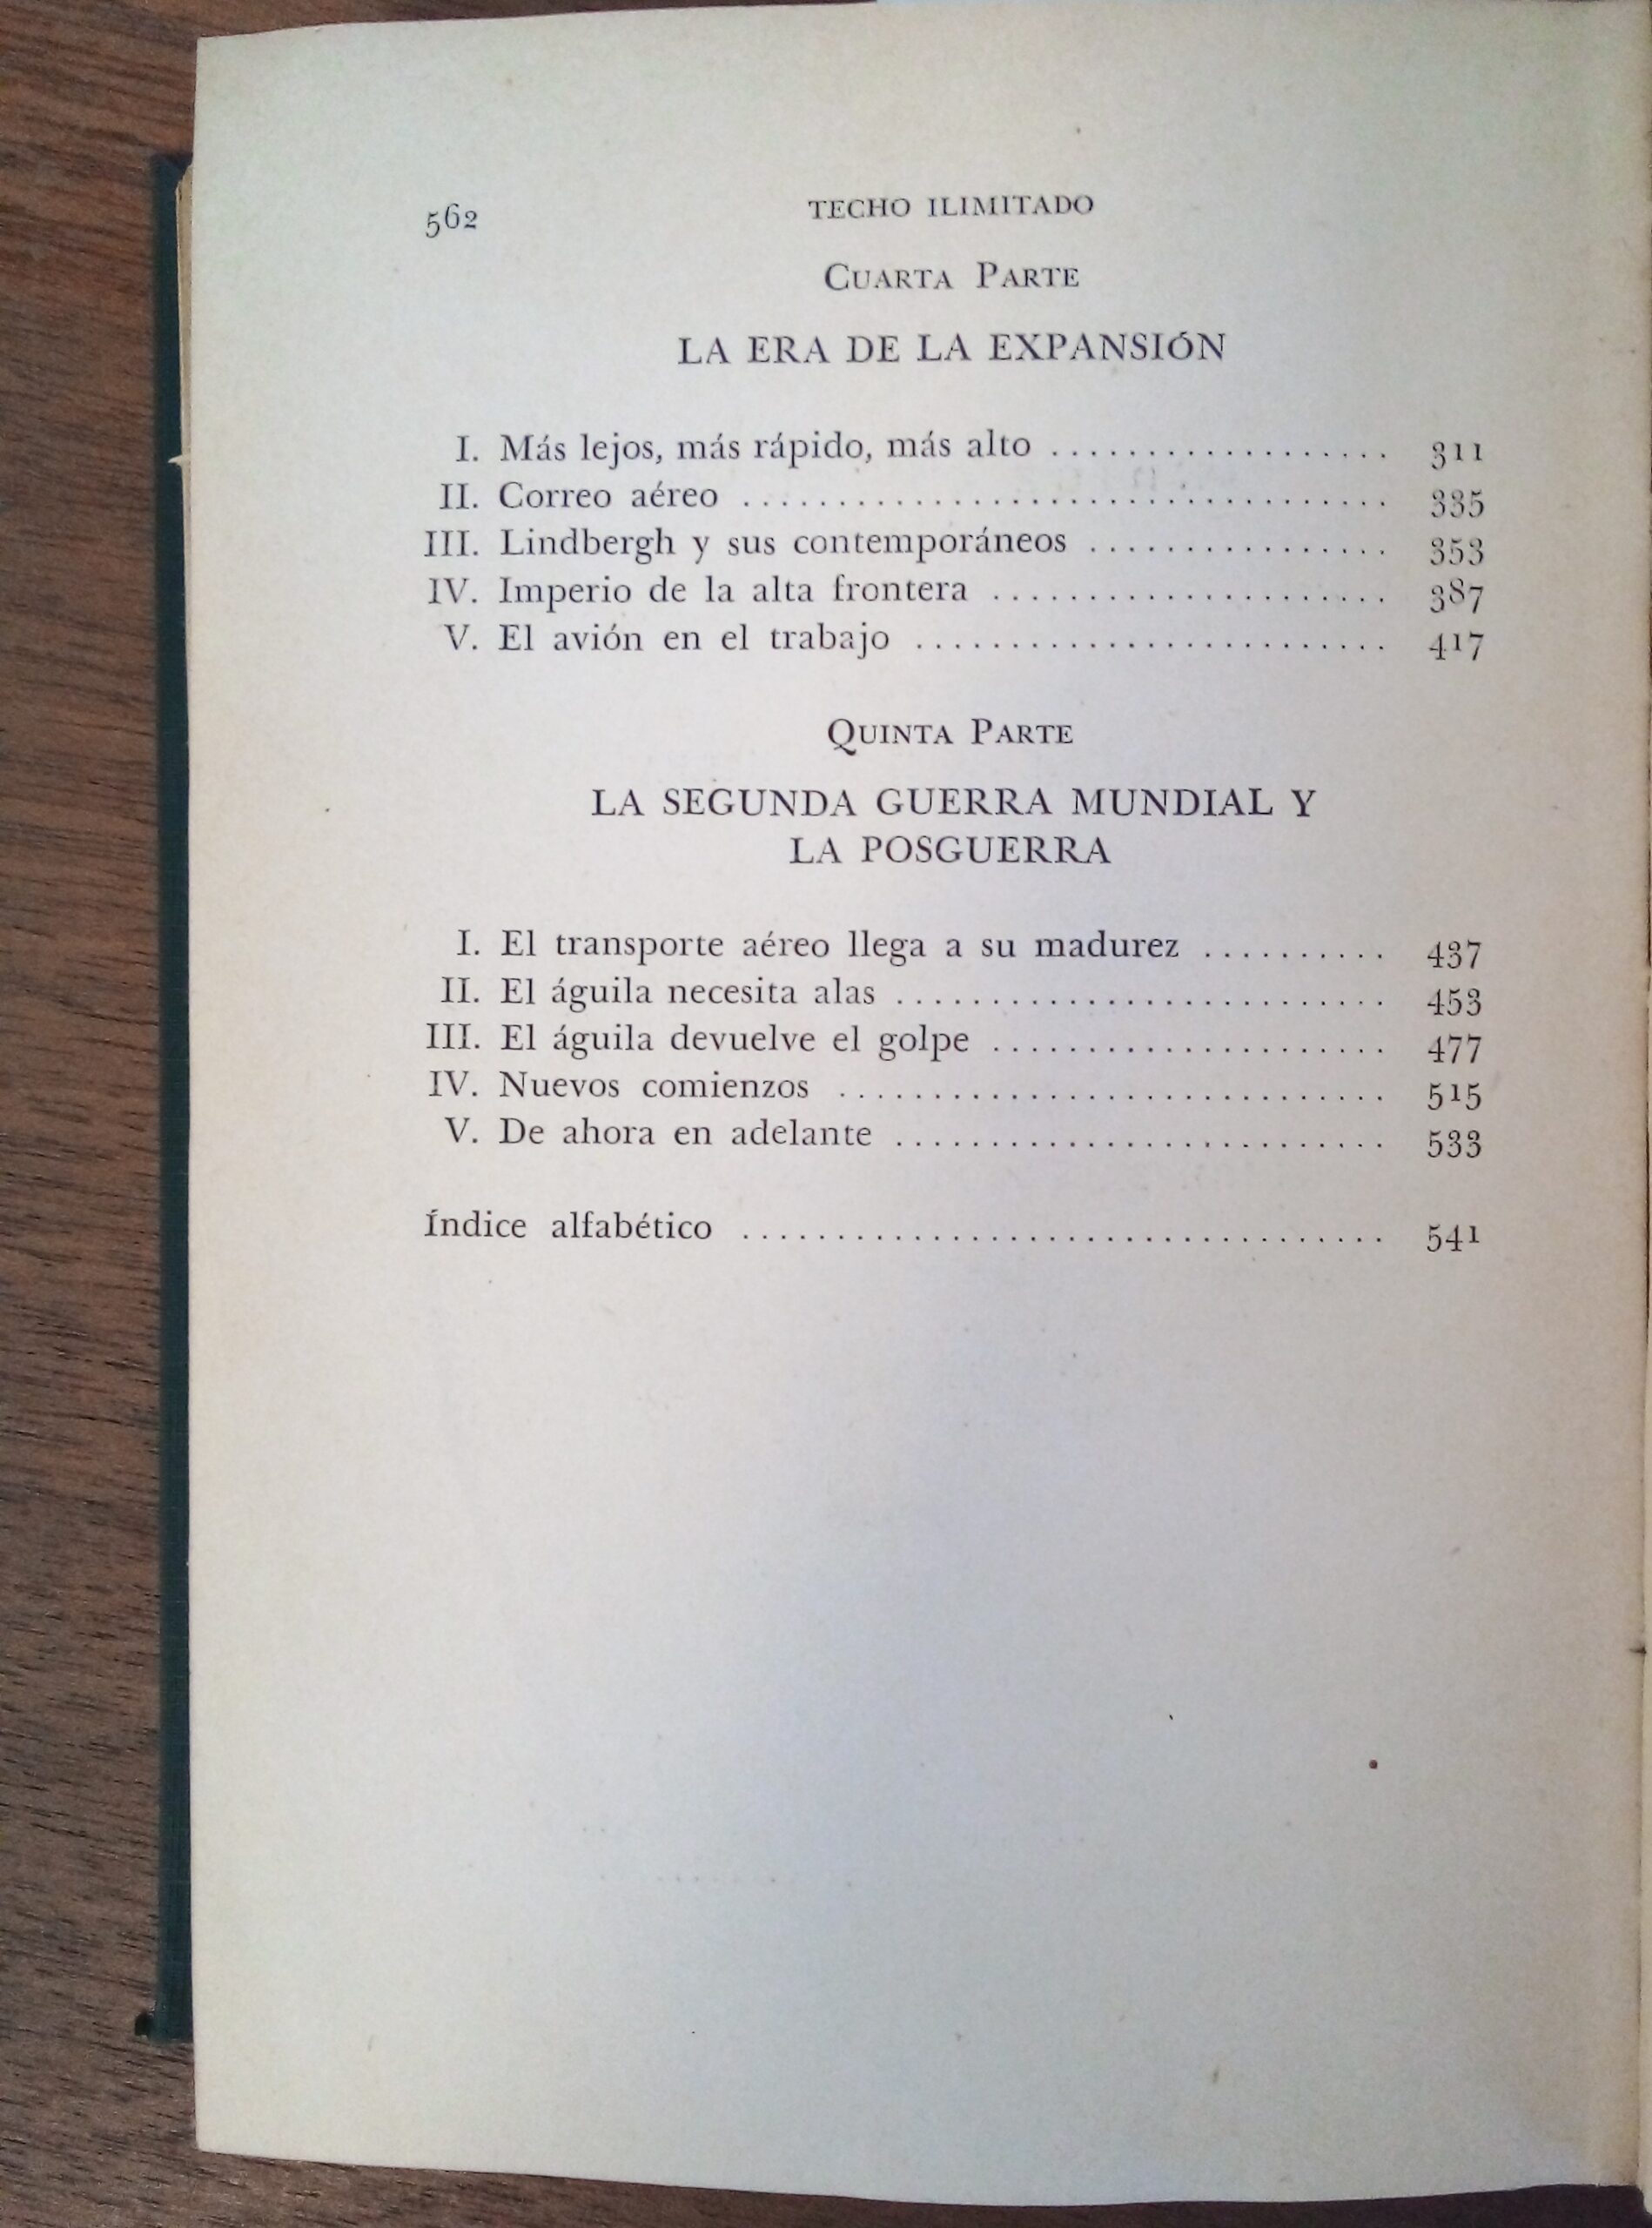 562 TECHO ILIMITADO
Cuarta Parte
LA ERA DE LA EXPANSIÓN
I. Más lejos, más rápido, más alto .................. 311
II. Correo aéreo .................................. 335
III. Lindbergh y sus contemporáneos ................ 353
IV. Imperio de la alta frontera ..................... 387
V. El avión en el trabajo ......................... 417
Quinta Parte
LA SEGUNDA GUERRA MUNDIAL Y
LA POSGUERRA
I. El transporte aéreo llega a su madurez .......... 437
II. El águila necesita alas .......................... 453
III. El águila devuelve el golpe ..................... 477
IV. Nuevos comienzos ............................. 515
V. De ahora en adelante .......................... 533
Índice alfabético .................................. 541